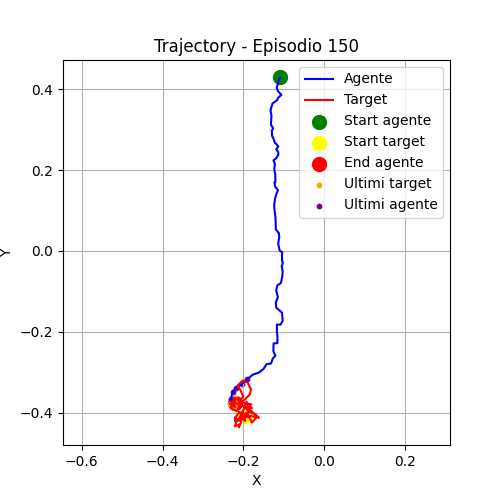 Trajectory - Episodio 150
Agente
Target
Start agente
Start target
End agente
Ultimi target
Ultimi agente
0.4
0.2
0.0
−0.2
−0.4
Y
−0.6
−0.4
−0.2
0.0
0.2
X